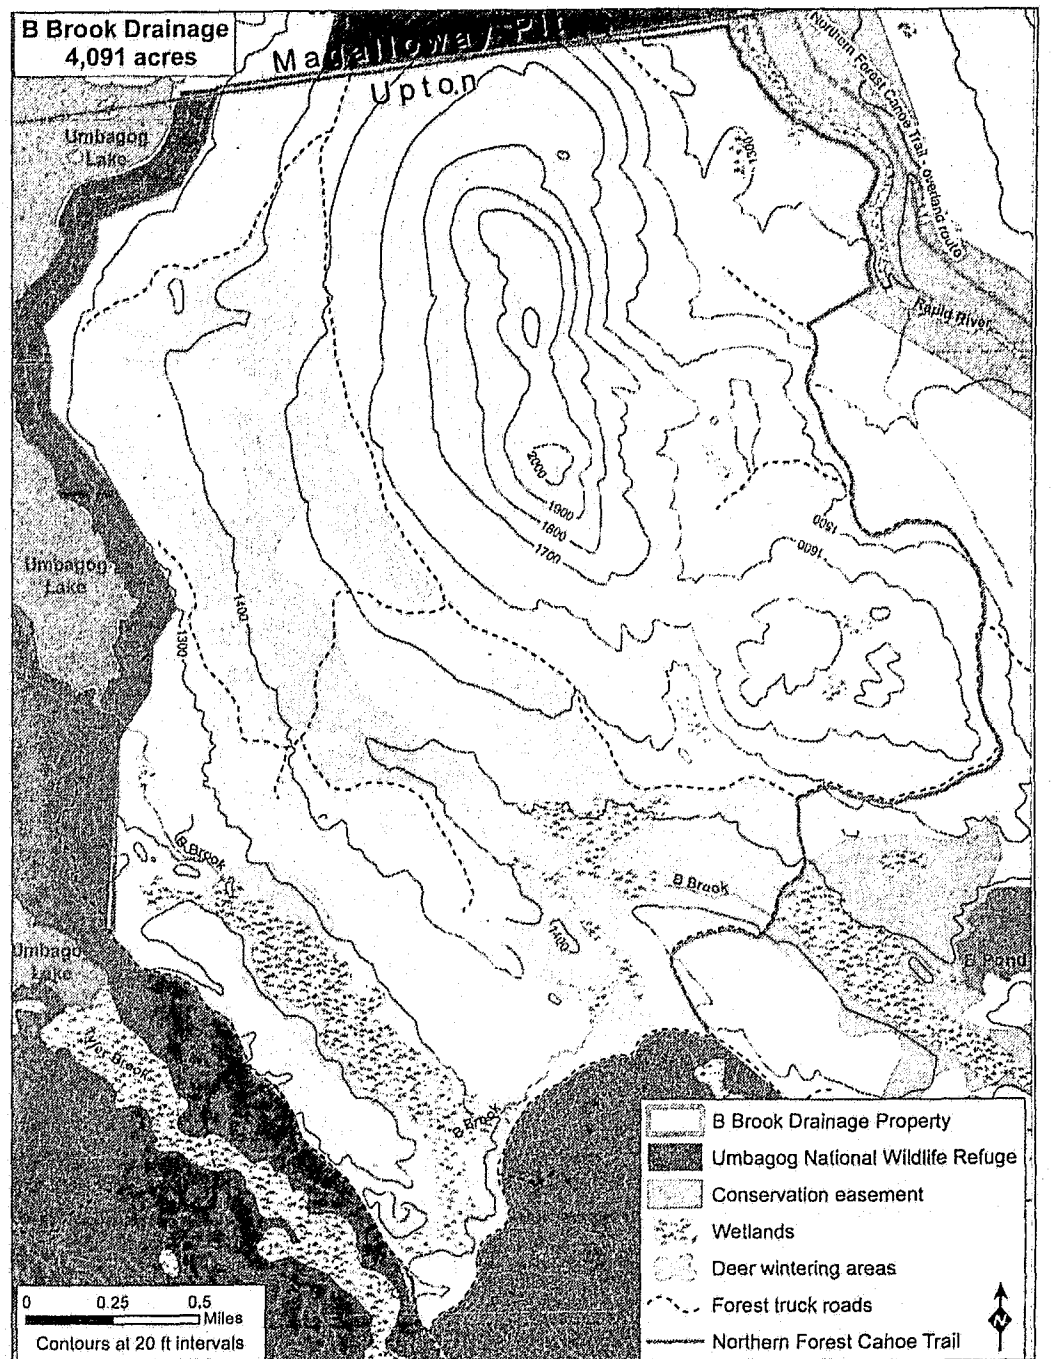 B Brook Drainage
4,091 acres
Magalloway Plt
Upton
Northern Forest Canoe Trail - overland route)
Umbagog
Lake
1300
Rapid River
2000
1900
1800
1700
1500
1600
Umbagog
Lake
1400
1300
B Brook
B Brook
1400
Umbago
Lake
B Pond
B Brook
B Brook Drainage Property
Umbagog National Wildlife Refuge
Conservation easement
Wetlands
Deer wintering areas
Forest truck roads
Northern Forest Cahoe Trail
N
0 0.25 0.5
Miles
Contours at 20 ft intervals